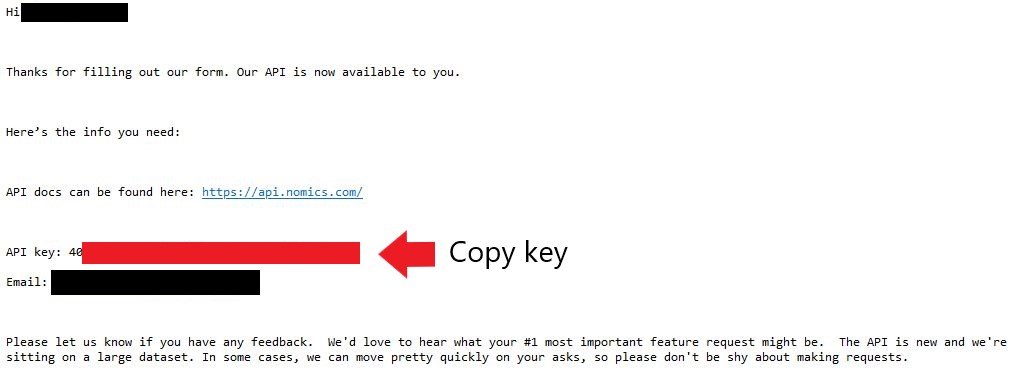 Hi
Thanks for filling out our form. Our API is now available to you.
Here’s the info you need:
API docs can be found here: https://api.nomics.com/
API key: 40
Copy key
Email:
Please let us know if you have any feedback.  We'd love to hear what your #1 most important feature request might be.  The API is new and we're
sitting on a large dataset. In some cases, we can move pretty quickly on your asks, so please don't be shy about making requests.